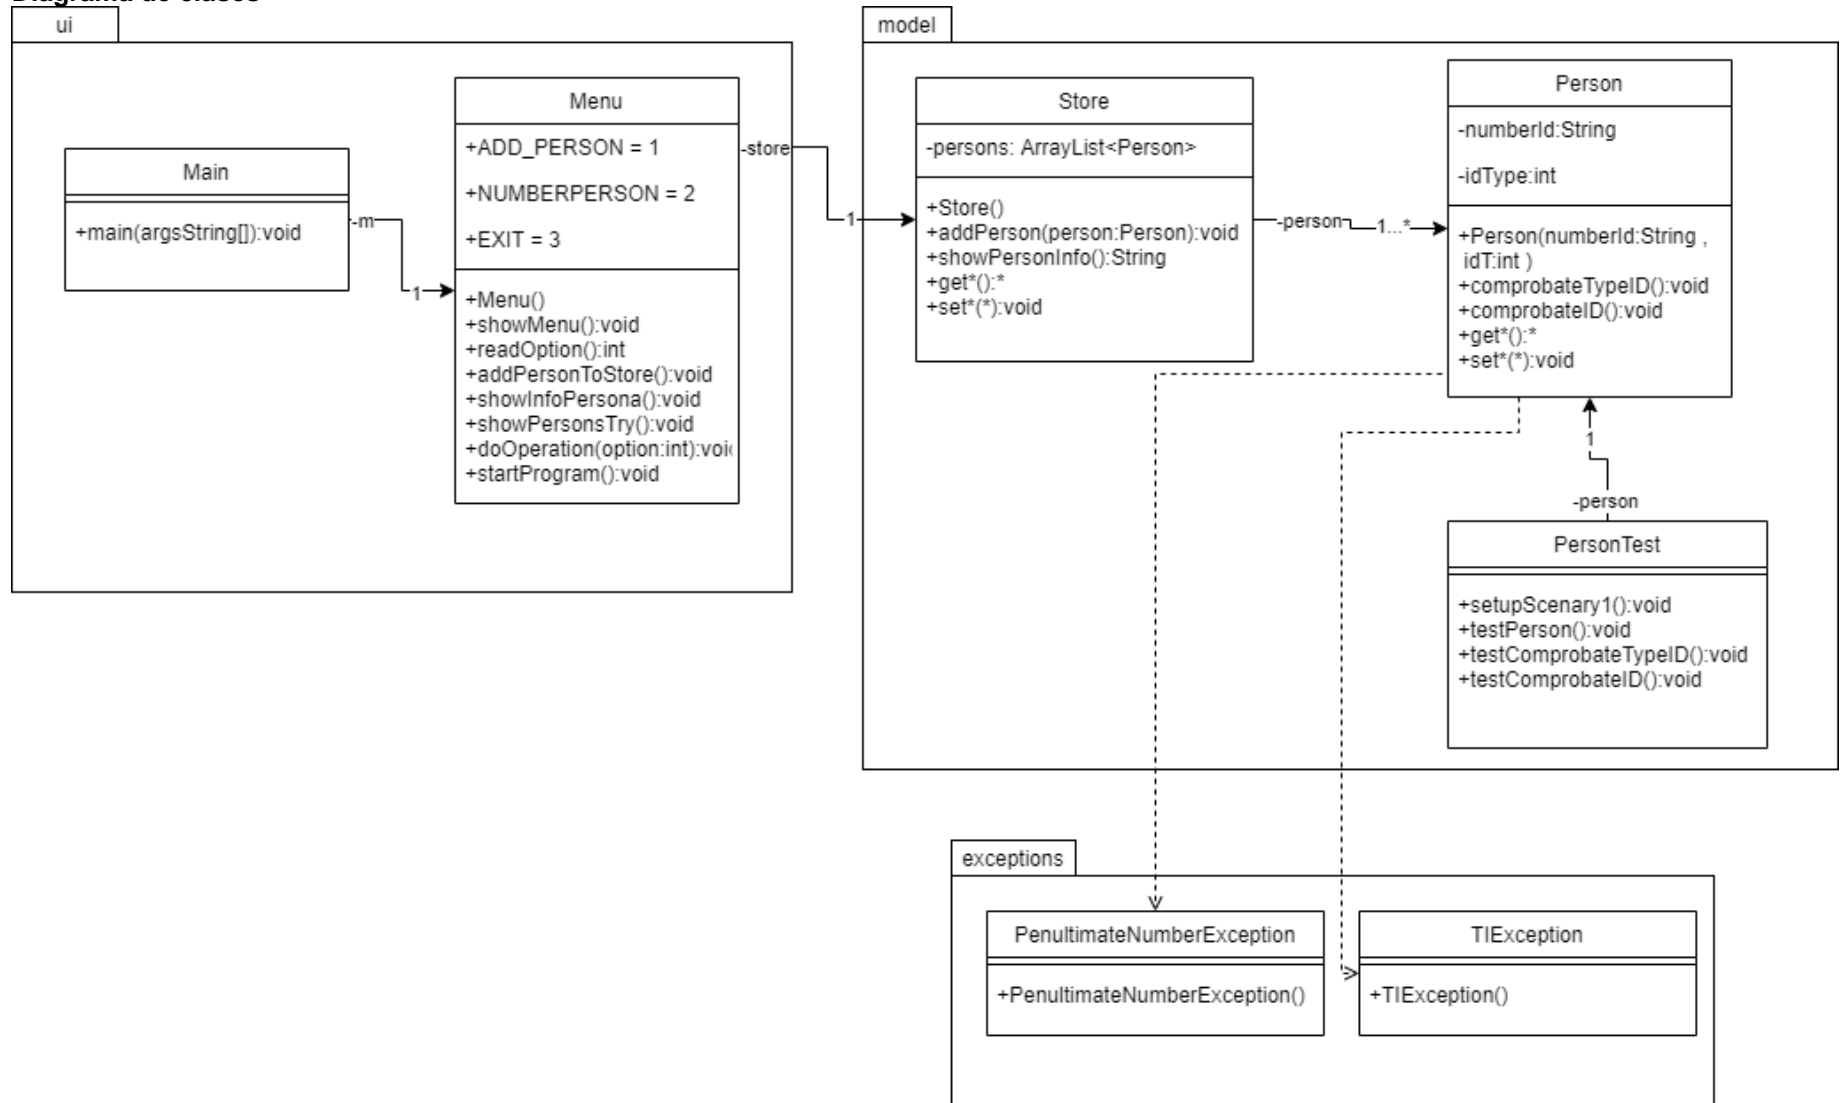 Diagrama de clases
ui
Main
+main(argsString[]):void
-m
1
Menu
+ADD_PERSON = 1
+NUMBERPERSON = 2
+EXIT = 3
+Menu()
+showMenu():void
+readOption():int
+addPersonToStore():void
+showInfoPersona():void
+showPersonsTry():void
+doOperation(option:int):voi
+startProgram():void
-store
1
model
Store
-persons: ArrayList<Person>
+Store()
+addPerson(person:Person):void
+showPersonInfo():String
+get*():*
+set*(*):void
-person
1...*
Person
-numberId:String
-idType:int
+Person(numberId:String ,
idT:int )
+comprobateTypeID():void
+comprobateID():void
+get*():*
+set*(*):void
1
-person
PersonTest
+setupScenary1():void
+testPerson():void
+testComprobateTypeID():void
+testComprobateID():void
exceptions
PenultimateNumberException
+PenultimateNumberException()
TIException
+TIException()